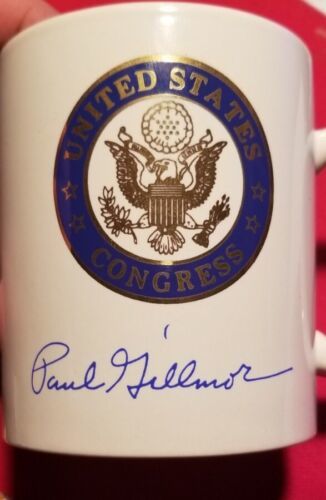 UNITED STATES
CONGRESS
Paul Gillmor